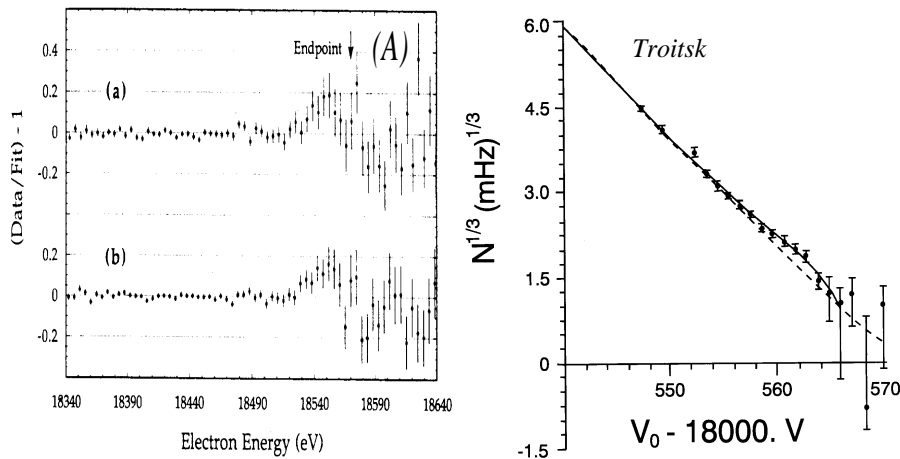 (Data/Fit) - 1
0.4
0.2
0
-0.2
0.2
0
-0.2
(a)
(b)
Endpoint
(A)
18340 18390 18440 18490 18540 18590 18640
Electron Energy (eV)
N1/3 (mHz)1/3
6.0
4.5
3.0
1.5
0
-1.5
Troitsk
550 560 570
V0 - 18000. V